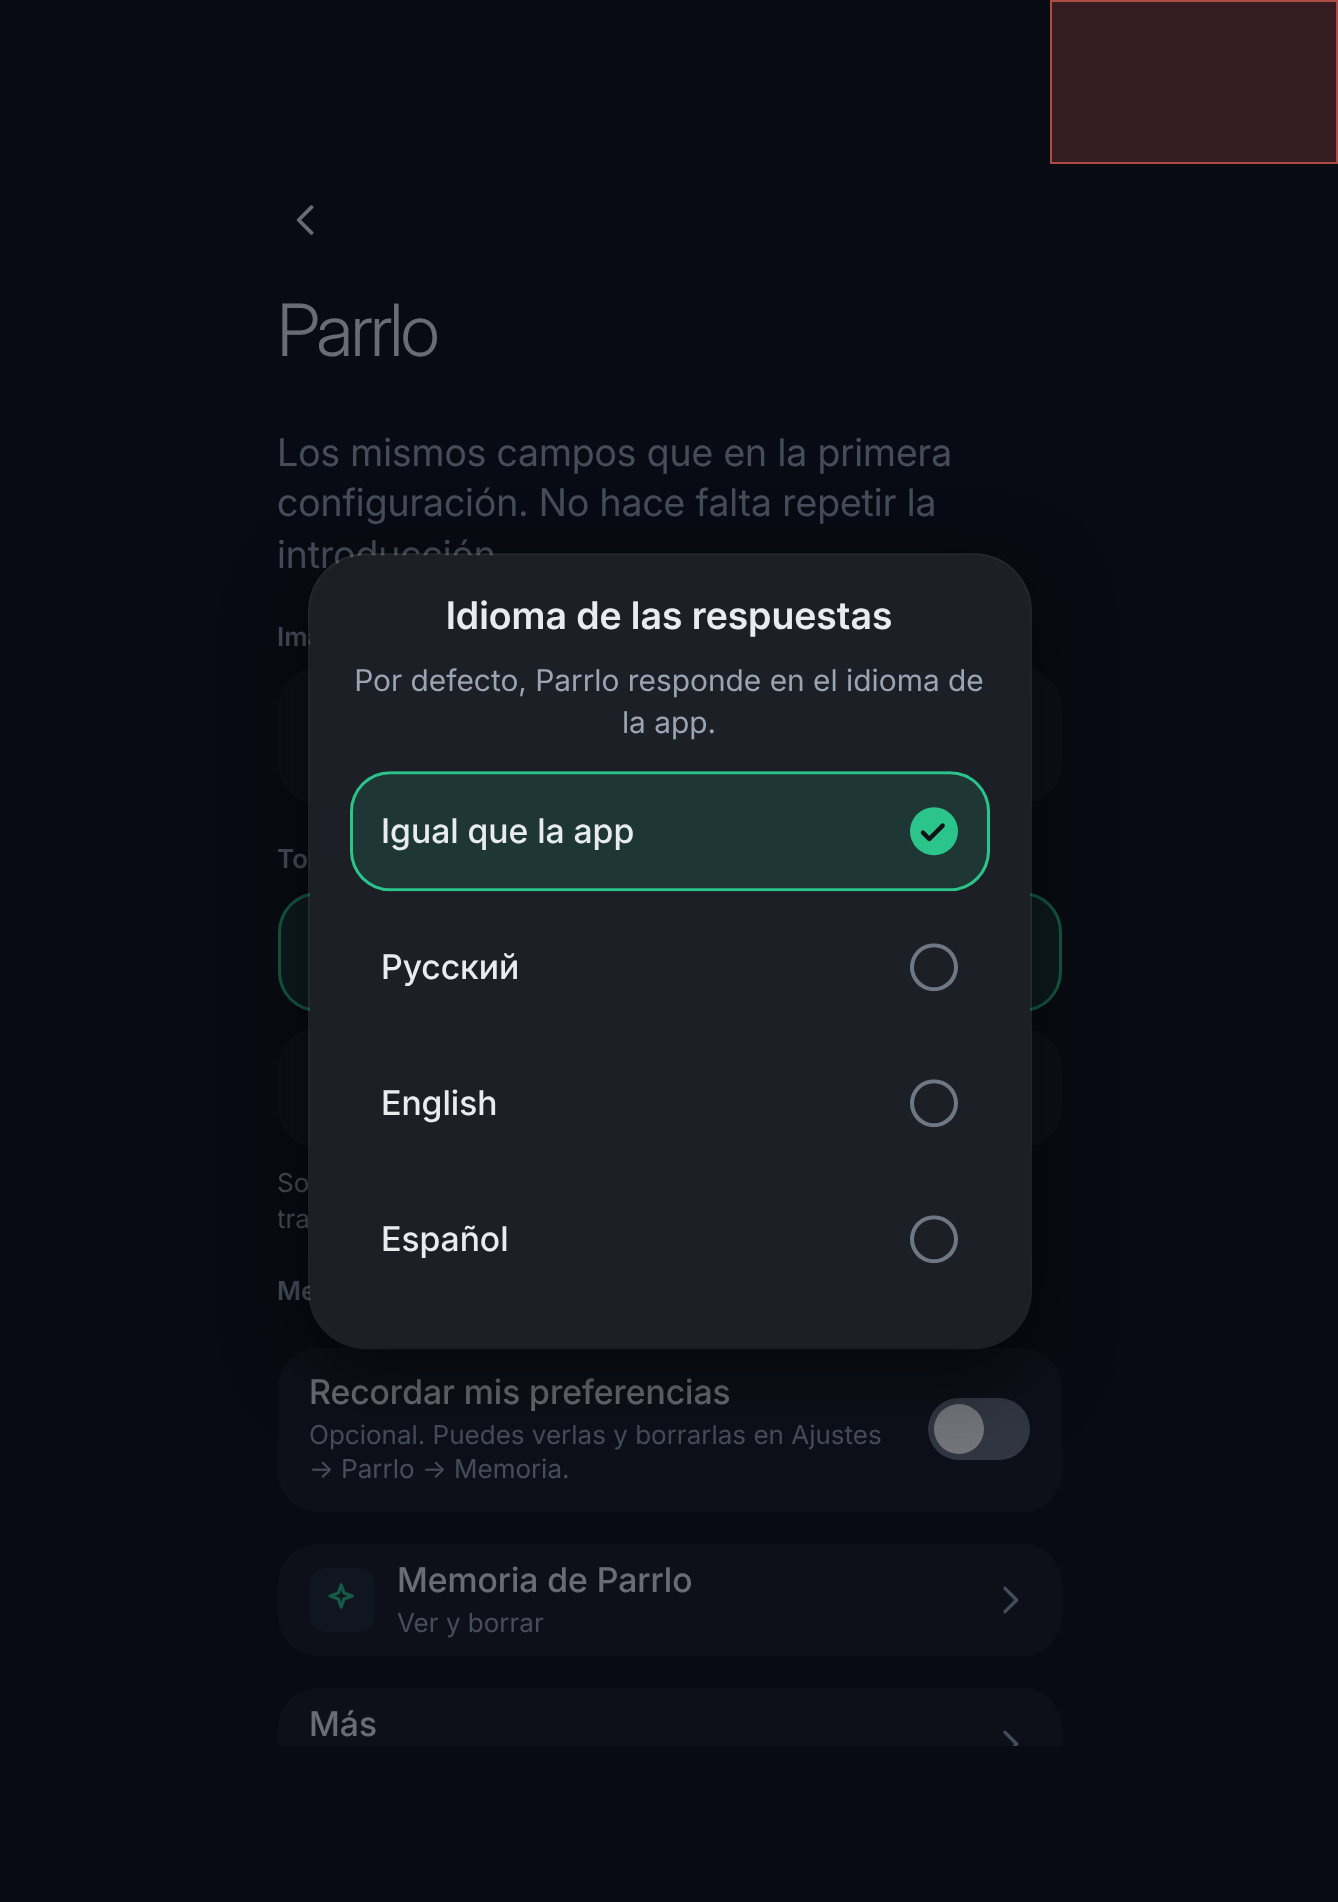 Parrlo
Los mismos campos que en la primera
configuración. No hace falta repetir la
introducción.
Idioma de las respuestas
Por defecto, Parrlo responde en el idioma de
la app.
Igual que la app
Русский
English
Español
Recordar mis preferencias
Opcional. Puedes verlas y borrarlas en Ajustes
→ Parrlo → Memoria.
Memoria de Parrlo
Ver y borrar
Más